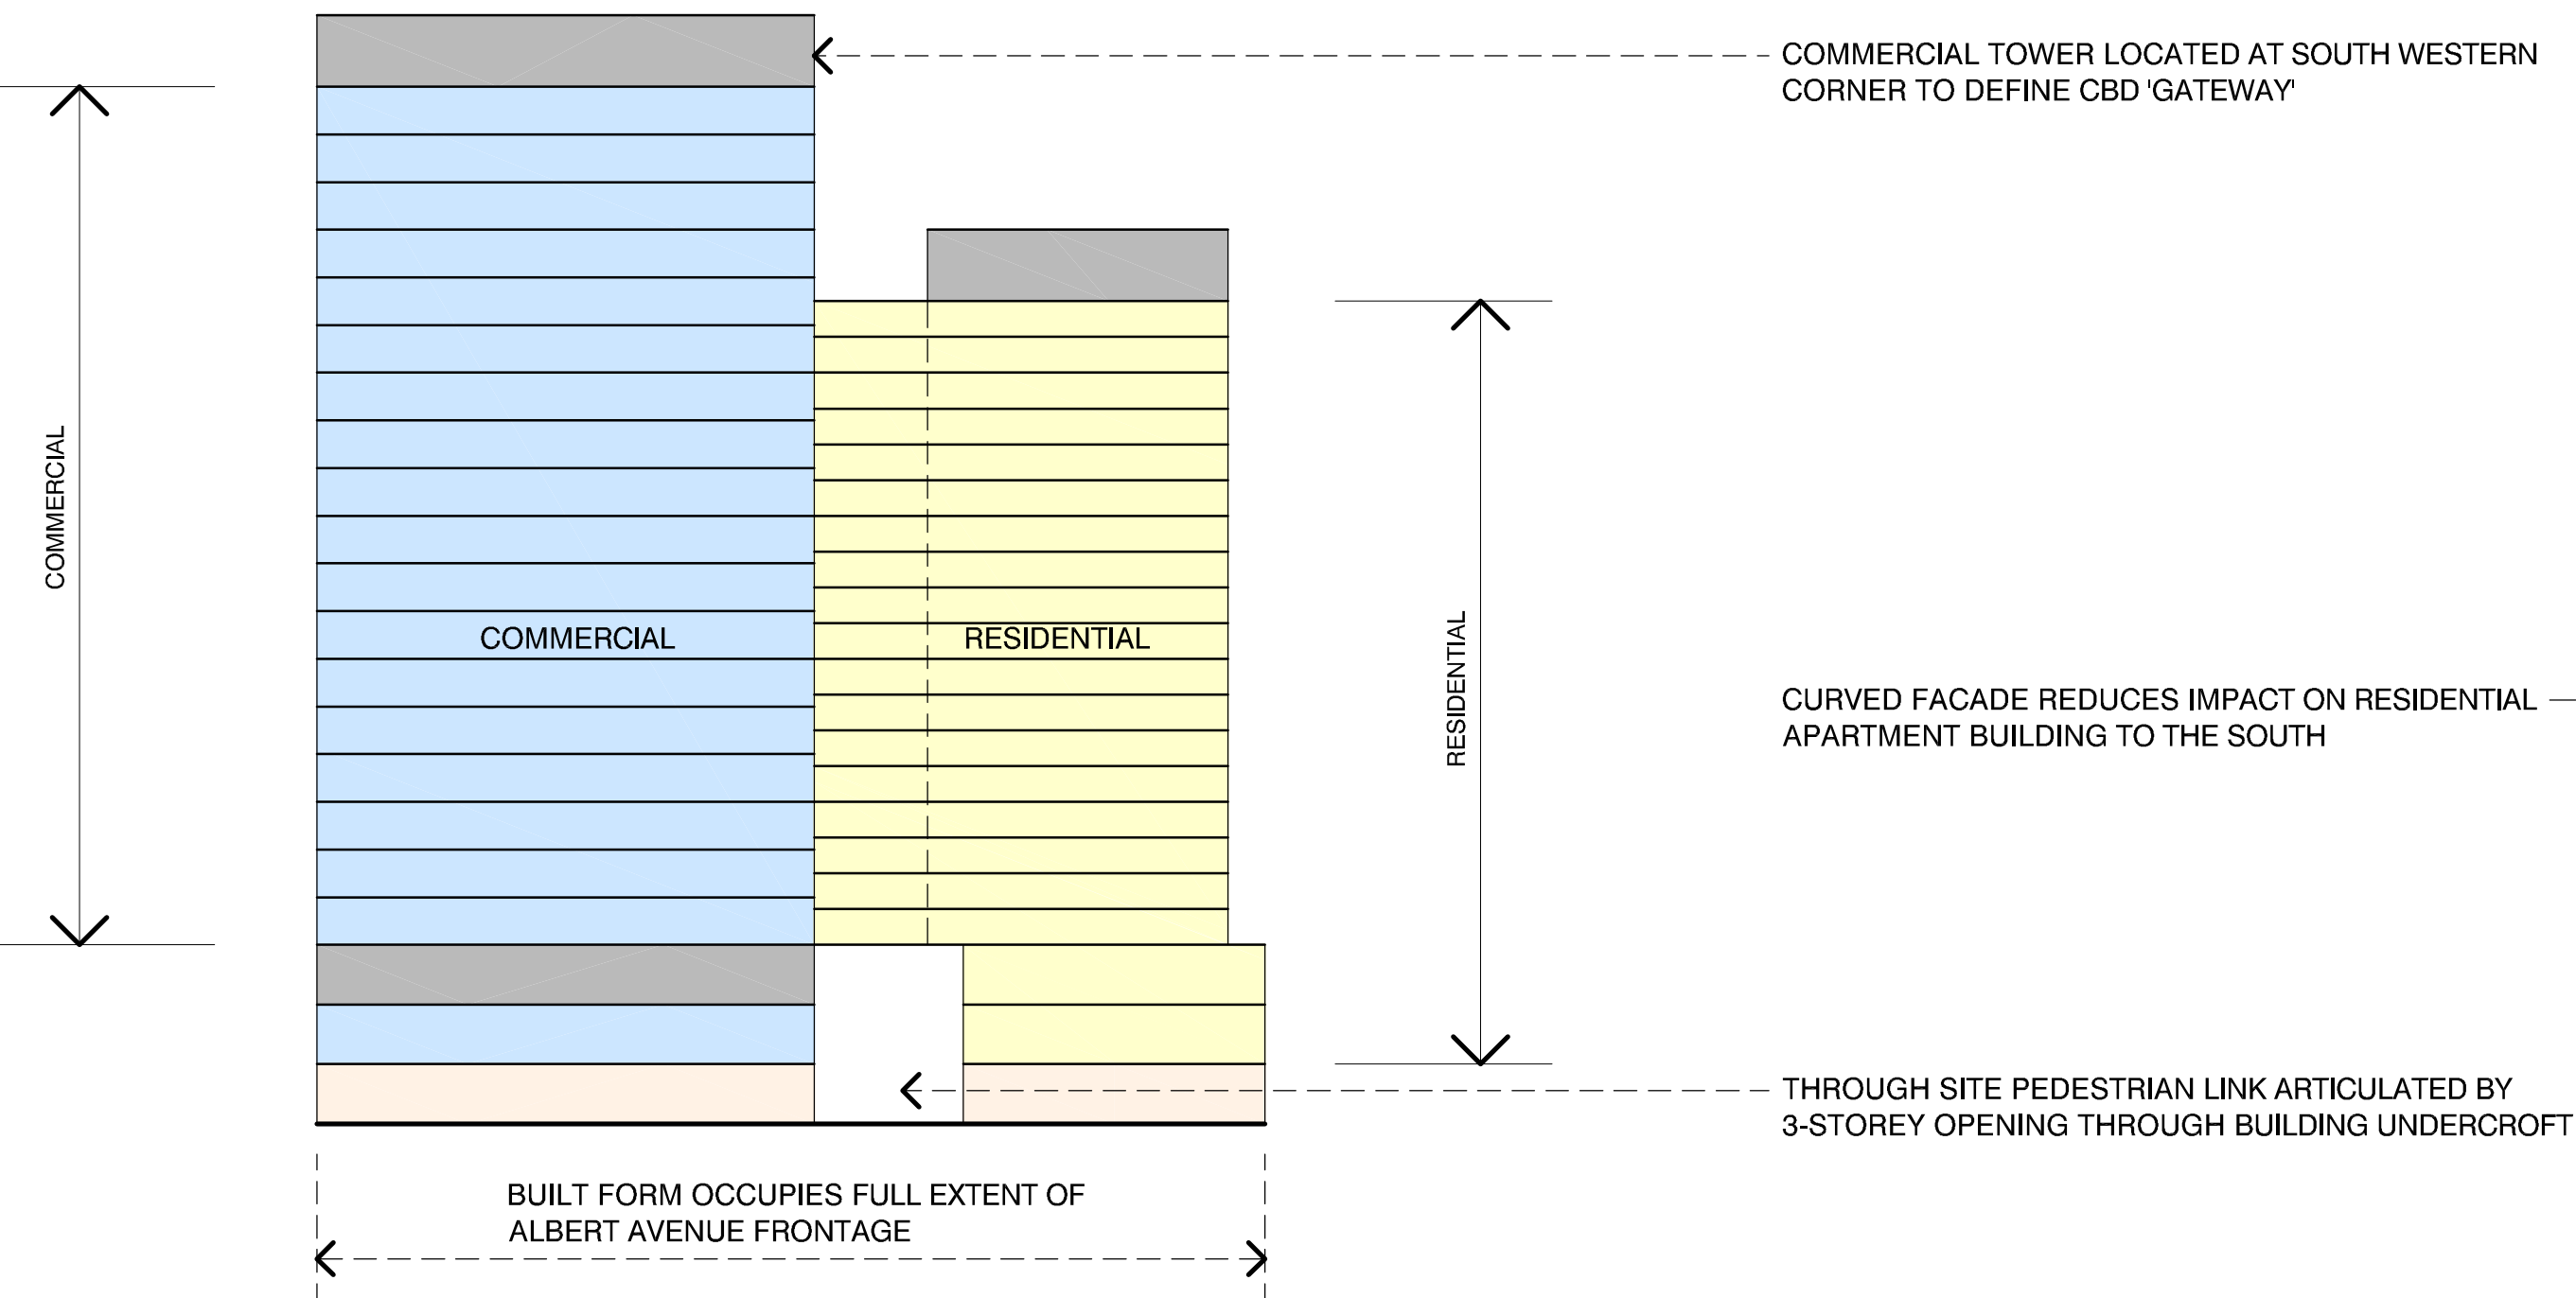 COMMERCIAL TOWER LOCATED AT SOUTH WESTERN
CORNER TO DEFINE CBD 'GATEWAY'
COMMERCIAL
COMMERCIAL
RESIDENTIAL
RESIDENTIAL
CURVED FACADE REDUCES IMPACT ON RESIDENTIAL
APARTMENT BUILDING TO THE SOUTH
THROUGH SITE PEDESTRIAN LINK ARTICULATED BY
3-STOREY OPENING THROUGH BUILDING UNDERCROFT
BUILT FORM OCCUPIES FULL EXTENT OF
ALBERT AVENUE FRONTAGE